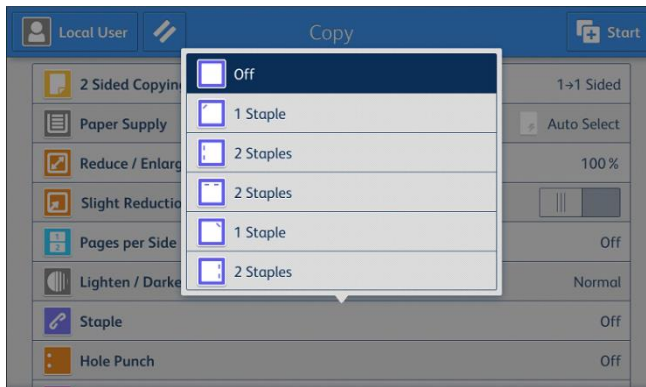 Local User
Copy
Start
2 Sided Copyin
1→1 Sided
Paper Supply
Auto Select
Reduce / Enlarg
100%
Slight Reductio
Pages per Side
Off
Lighten / Darke
Normal
Staple
Off
Hole Punch
Off
Off
1 Staple
2 Staples
2 Staples
1 Staple
2 Staples